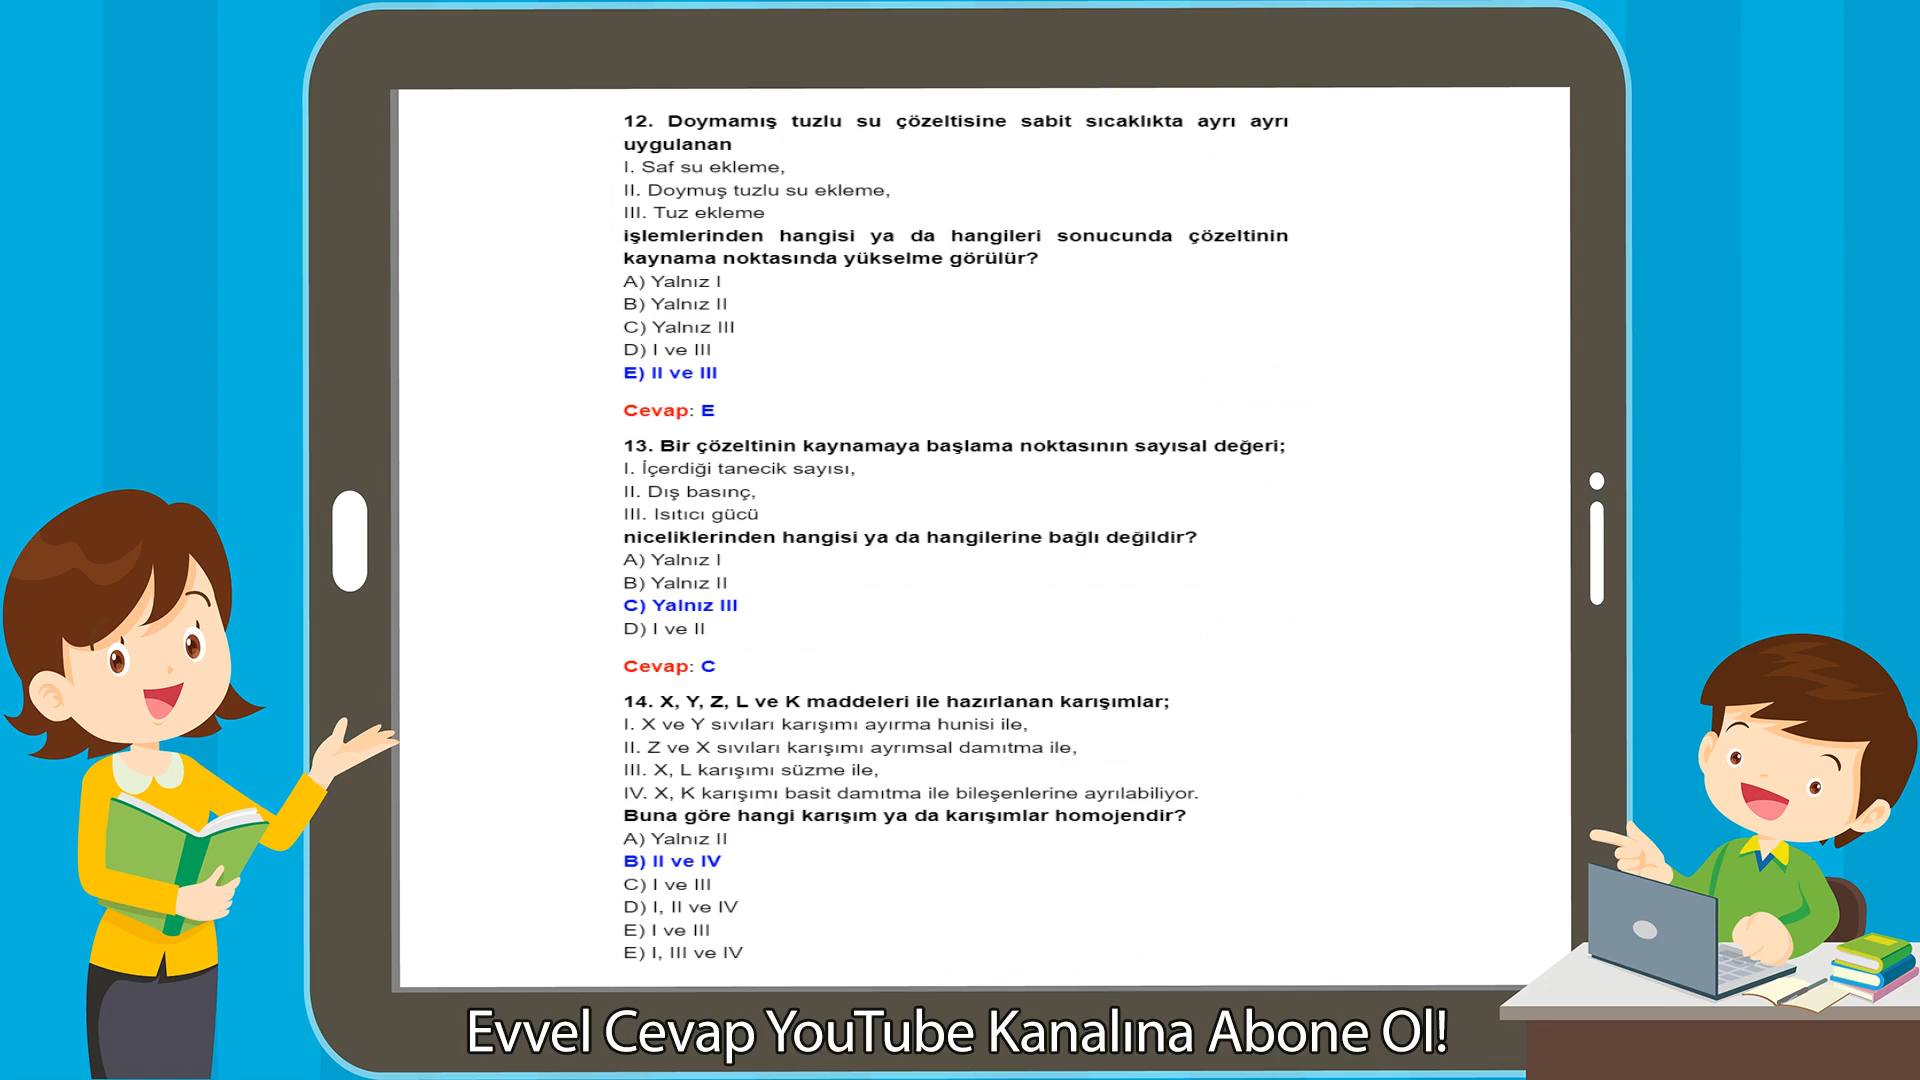 12. Doymamış tuzlu su çözeltisine sabit sıcaklıkta ayrı ayrı
uygulanan
I. Saf su ekleme,
II. Doymuş tuzlu su ekleme,
III. Tuz ekleme
işlemlerinden hangisi ya da hangileri sonucunda çözeltinin
kaynama noktasında yükselme görülür?
A) Yalnız I
B) Yalnız II
C) Yalnız III
D) I ve III
E) II ve III
Cevap: E
13. Bir çözeltinin kaynamaya başlama noktasının sayısal değeri;
I. İçerdiği tanecik sayısı,
II. Dış basınç,
III. Isıtıcı gücü
niceliklerinden hangisi ya da hangilerine bağlı değildir?
A) Yalnız I
B) Yalnız II
C) Yalnız III
D) I ve II
Cevap: C
14. X, Y, Z, L ve K maddeleri ile hazırlanan karışımlar;
I. X ve Y sıvıları karışımı ayırma hunisi ile,
II. Z ve X sıvıları karışımı ayrımsal damıtma ile,
III. X, L karışımı süzme ile,
IV. X, K karışımı basit damıtma ile bileşenlerine ayrılabiliyor.
Buna göre hangi karışım ya da karışımlar homojendir?
A) Yalnız II
B) II ve IV
C) I ve III
D) I, II ve IV
E) I ve III
E) I, III ve IV
Evvel Cevap YouTube Kanalına Abone Ol!